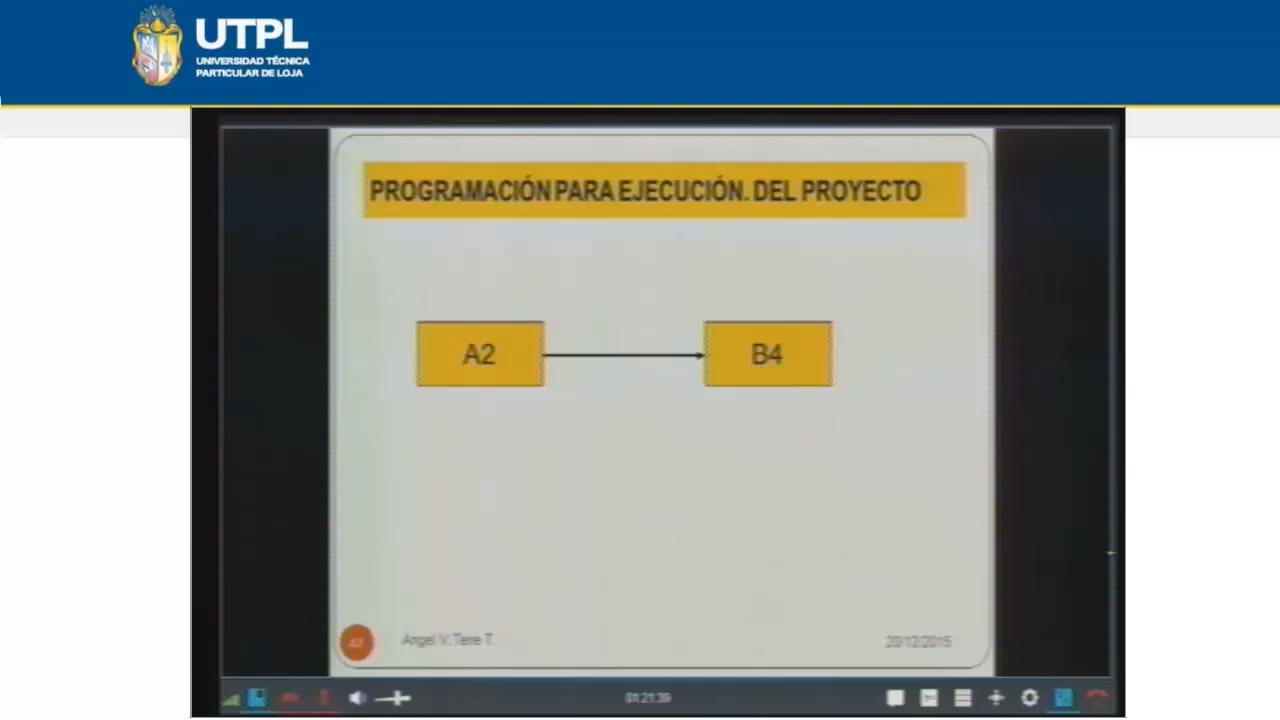 UTPL
UNIVERSIDAD TÉCNICA
PARTICULAR DE LOJA
PROGRAMACIÓN PARA EJECUCIÓN. DEL PROYECTO
A2
B4
Angel V. Tene T.
20/12/2015
01:21:39